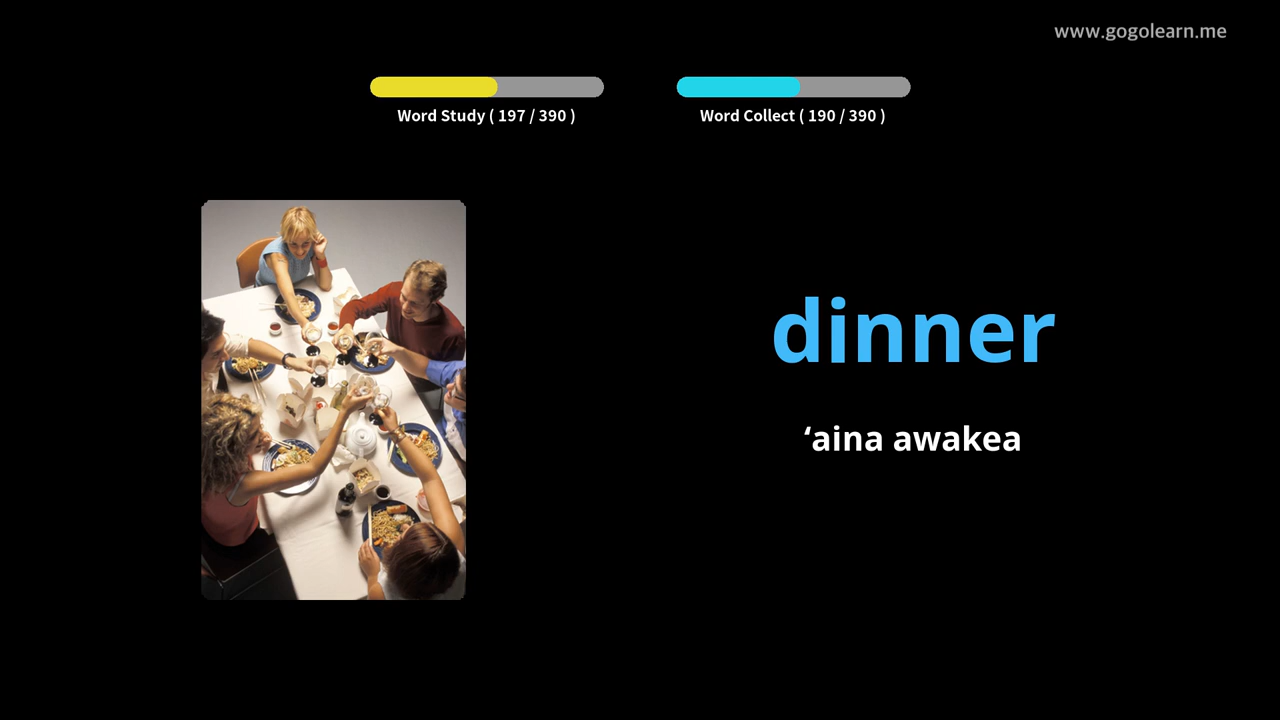 www.gogolearn.me
Word Study ( 197 / 390 )
Word Collect ( 190 / 390 )
dinner
ʻaina awakea